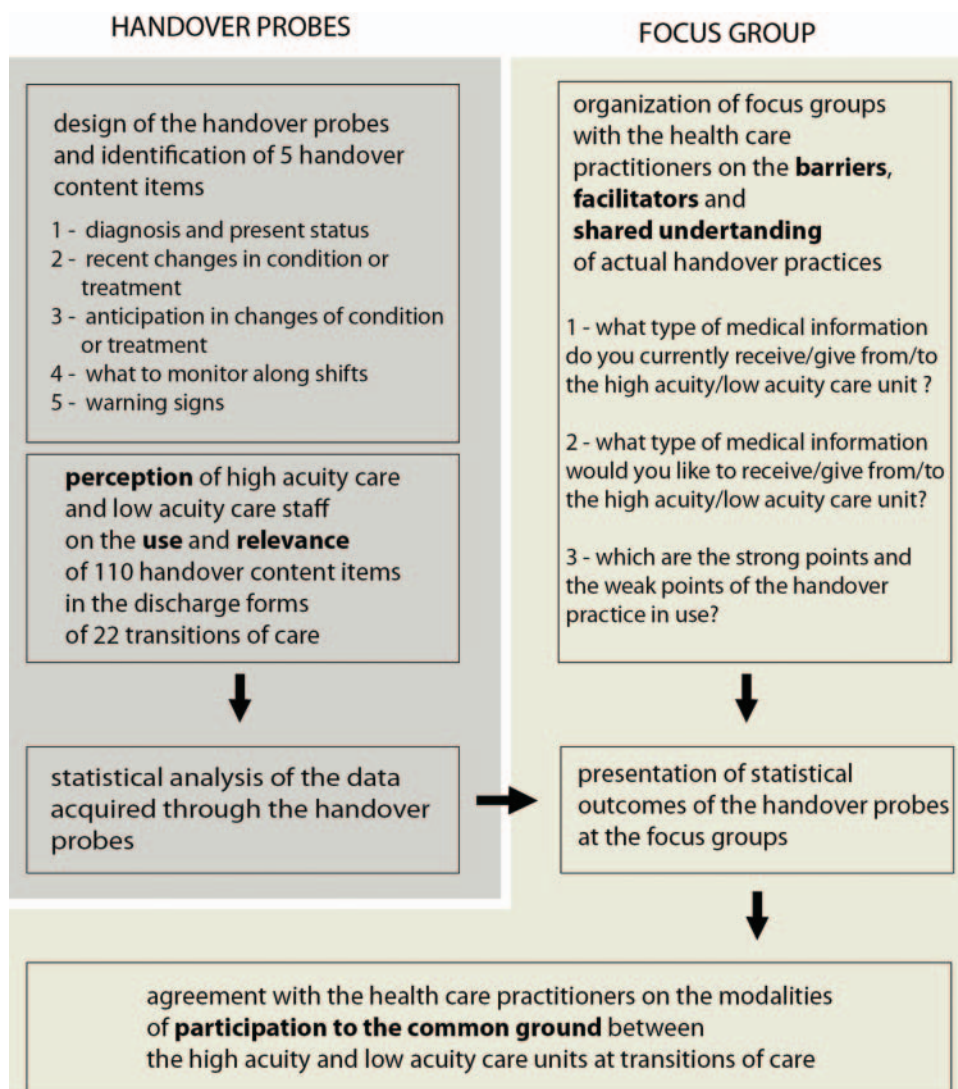 HANDOVER PROBES
design of the handover probes
and identification of 5 handover
content items
1 - diagnosis and present status
2 - recent changes in condition or
treatment
3 - anticipation in changes of condition
or treatment
4 - what to monitor along shifts
5 - warning signs
perception of high acuity care
and low acuity care staff
on the use and relevance
of 110 handover content items
in the discharge forms
of 22 transitions of care
statistical analysis of the data
acquired through the handover
probes
FOCUS GROUP
organization of focus groups
with the health care
practitioners on the barriers,
facilitators and
shared undertanding
of actual handover practices
1 - what type of medical information
do you currently receive/give from/to
the high acuity/low acuity care unit ?
2 - what type of medical information
would you like to receive/give from/to
the high acuity/low acuity care unit?
3 - which are the strong points and
the weak points of the handover
practice in use?
presentation of statistical
outcomes of the handover probes
at the focus groups
agreement with the health care practitioners on the modalities
of participation to the common ground between
the high acuity and low acuity care units at transitions of care